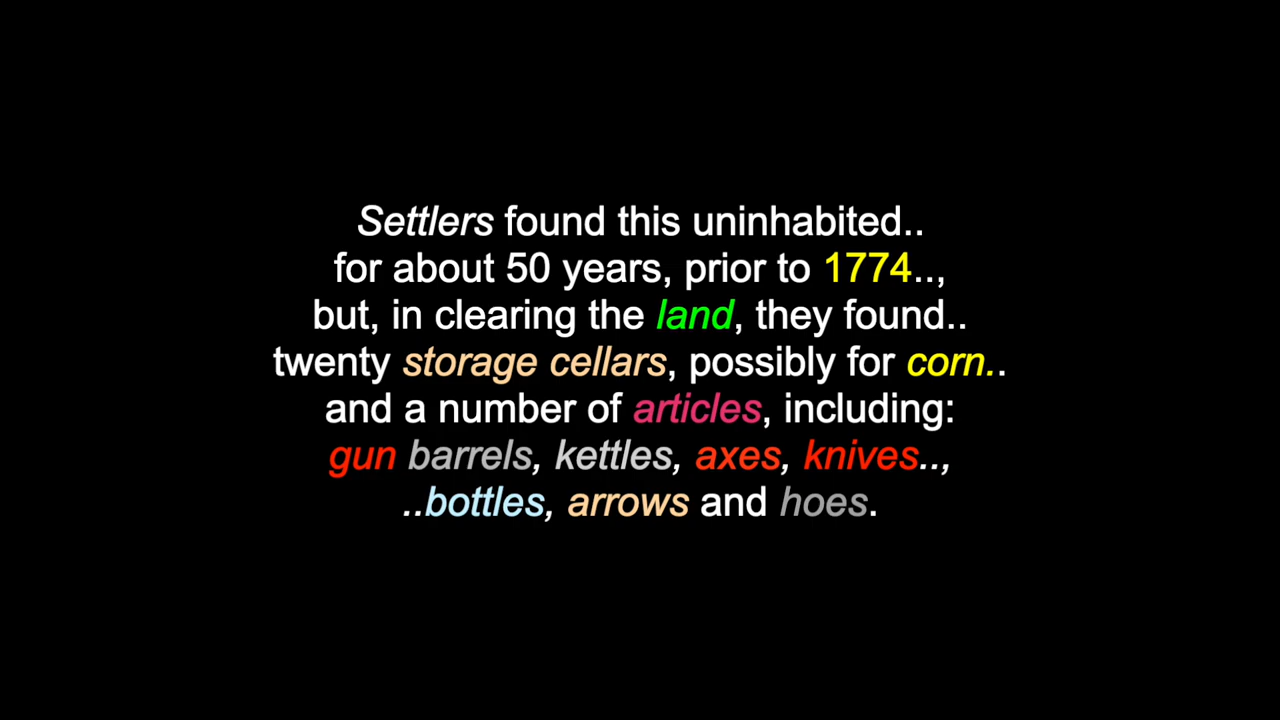 Settlers found this uninhabited..
for about 50 years, prior to 1774..,
but, in clearing the land, they found..
twenty storage cellars, possibly for corn..
and a number of articles, including:
gun barrels, kettles, axes, knives..,
..bottles, arrows and hoes.